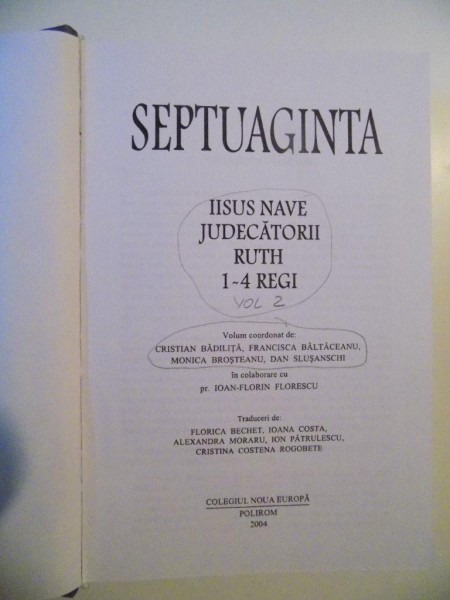 SEPTUAGINTA
IISUS NAVE
JUDECĂTORII
RUTH
1-4 REGI
VOL 2
Volum coordonat de:
CRISTIAN BĂDILIȚĂ, FRANCISCA BĂLTĂCEANU,
MONICA BROȘTEANU, DAN SLUȘANSCHI
în colaborare cu
pr. IOAN-FLORIN FLORESCU
Traduceri de:
FLORICA BECHET, IOANA COSTA,
ALEXANDRA MORARU, ION PĂTRULESCU,
CRISTINA COSTENA ROGOBETE
COLEGIUL NOUA EUROPĂ
POLIROM
2004